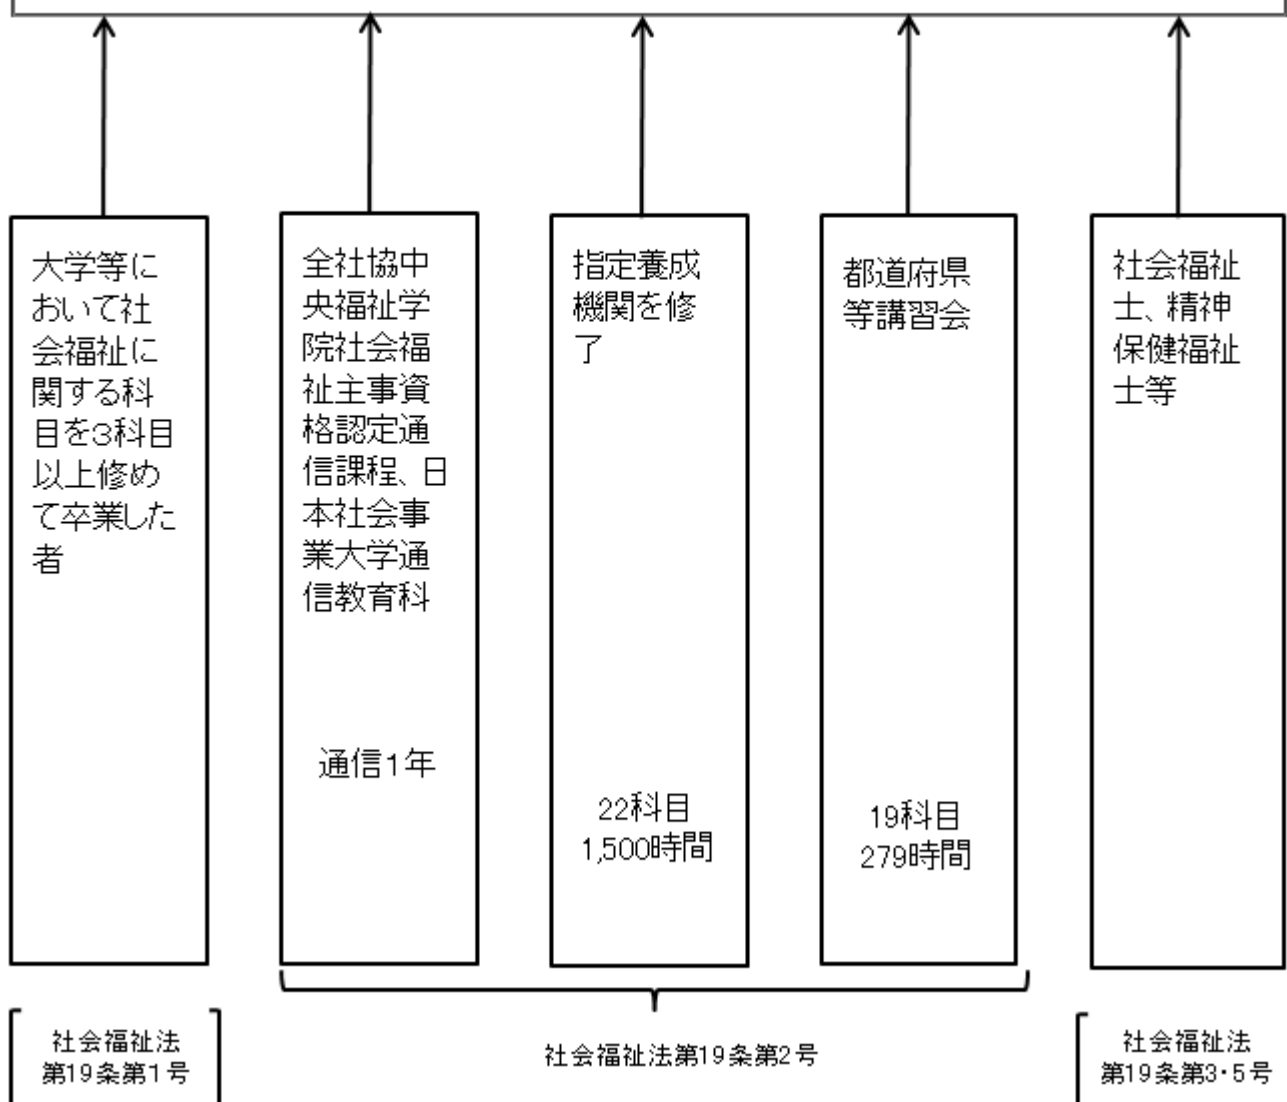 大学等に
おいて社
会福祉に
関する科
目を3科目
以上修め
て卒業した
者
全社協中
央福祉学
院社会福
祉主事資
格認定通
信課程、日
本社会事
業大学通
信教育科
通信1年
指定養成
機関を修
了
22科目
1,500時間
都道府県
等講習会
19科目
279時間
社会福祉
士、精神
保健福祉
士等
社会福祉法
第19条第1号
社会福祉法第19条第2号
社会福祉法
第19条第3・5号